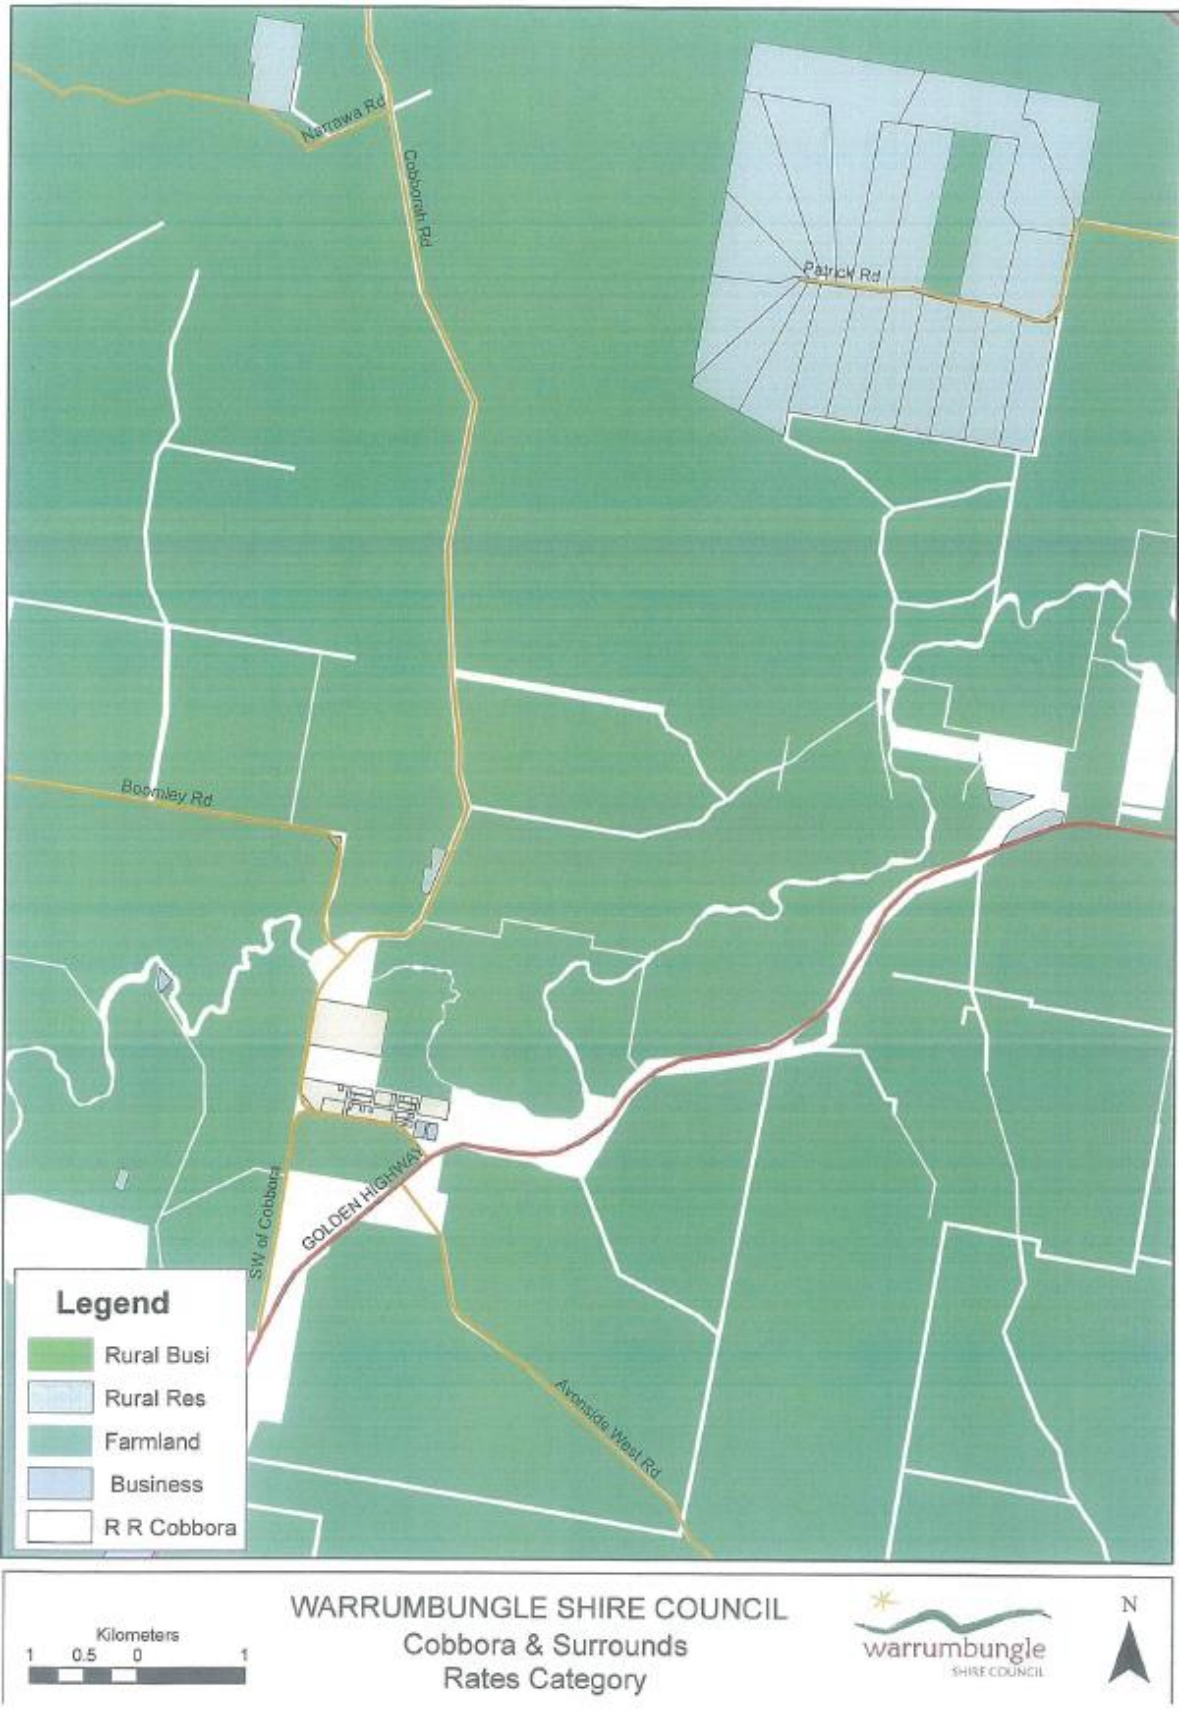 Narrawa Rd
Cobborah Rd
Patrick Rd
Boomley Rd
SW of Cobbora
GOLDEN HIGHWAY
Avonside West Rd
Legend
Rural Busi
Rural Res
Farmland
Business
R R Cobbora
Kilometers
1 0.5 0 1
WARRUMBUNGLE SHIRE COUNCIL
Cobbora & Surrounds
Rates Category
warrumbungle
SHIRE COUNCIL
N